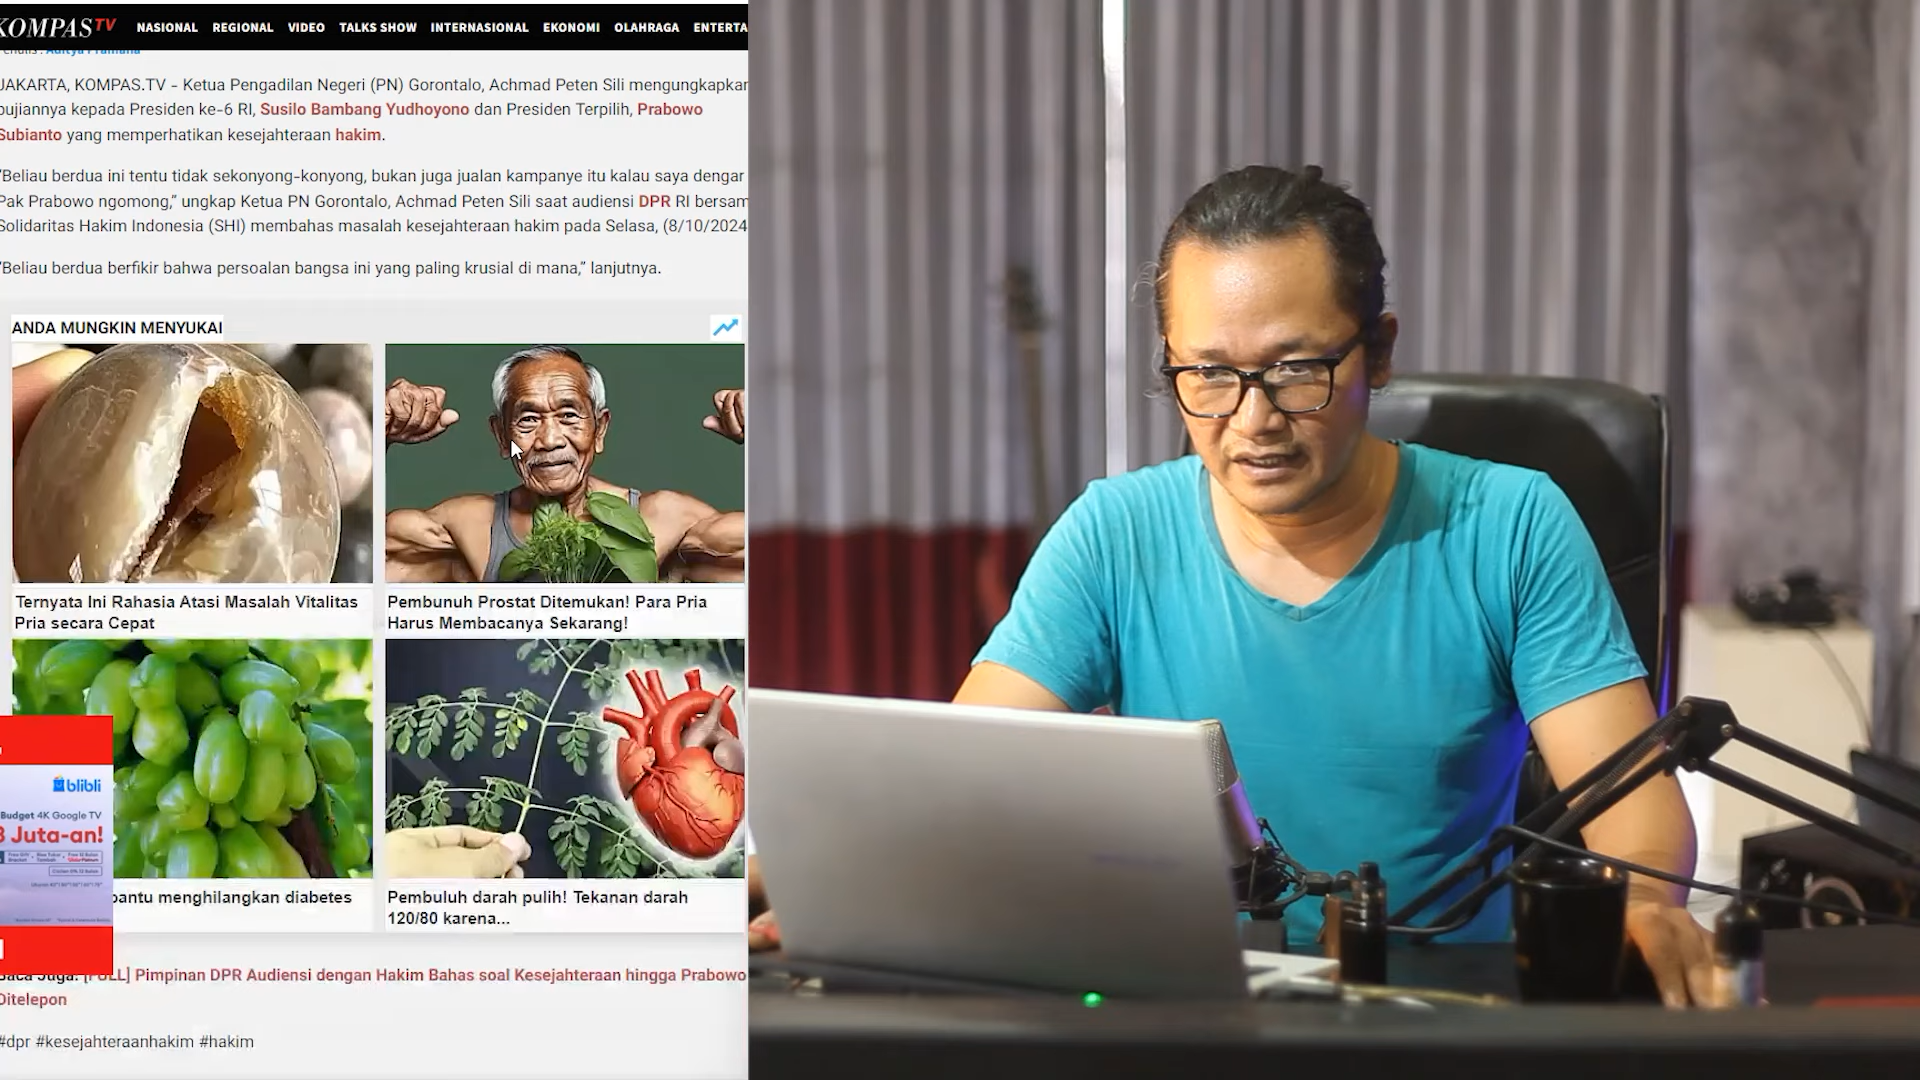 KOMPASTV NASIONAL REGIONAL VIDEO TALKS SHOW INTERNASIONAL EKONOMI OLAHRAGA ENTERTA
Penulis : Aditya Pramana
JAKARTA, KOMPAS.TV - Ketua Pengadilan Negeri (PN) Gorontalo, Achmad Peten Sili mengungkapkan
pujiannya kepada Presiden ke-6 RI, Susilo Bambang Yudhoyono dan Presiden Terpilih, Prabowo
Subianto yang memperhatikan kesejahteraan hakim.
"Beliau berdua ini tentu tidak sekonyong-konyong, bukan juga jualan kampanye itu kalau saya dengar
Pak Prabowo ngomong," ungkap Ketua PN Gorontalo, Achmad Peten Sili saat audiensi DPR RI bersam
Solidaritas Hakim Indonesia (SHI) membahas masalah kesejahteraan hakim pada Selasa, (8/10/2024
"Beliau berdua berfikir bahwa persoalan bangsa ini yang paling krusial di mana," lanjutnya.
ANDA MUNGKIN MENYUKAI
Ternyata Ini Rahasia Atasi Masalah Vitalitas
Pria secara Cepat
Pembunuh Prostat Ditemukan! Para Pria
Harus Membacanya Sekarang!
blibli
Budget 4K Google TV
3 Juta-an!
bantu menghilangkan diabetes
Pembuluh darah pulih! Tekanan darah
120/80 karena...
Baca Juga: [FULL] Pimpinan DPR Audiensi dengan Hakim Bahas soal Kesejahteraan hingga Prabowo
Ditelepon
#dpr #kesejahteraanhakim #hakim